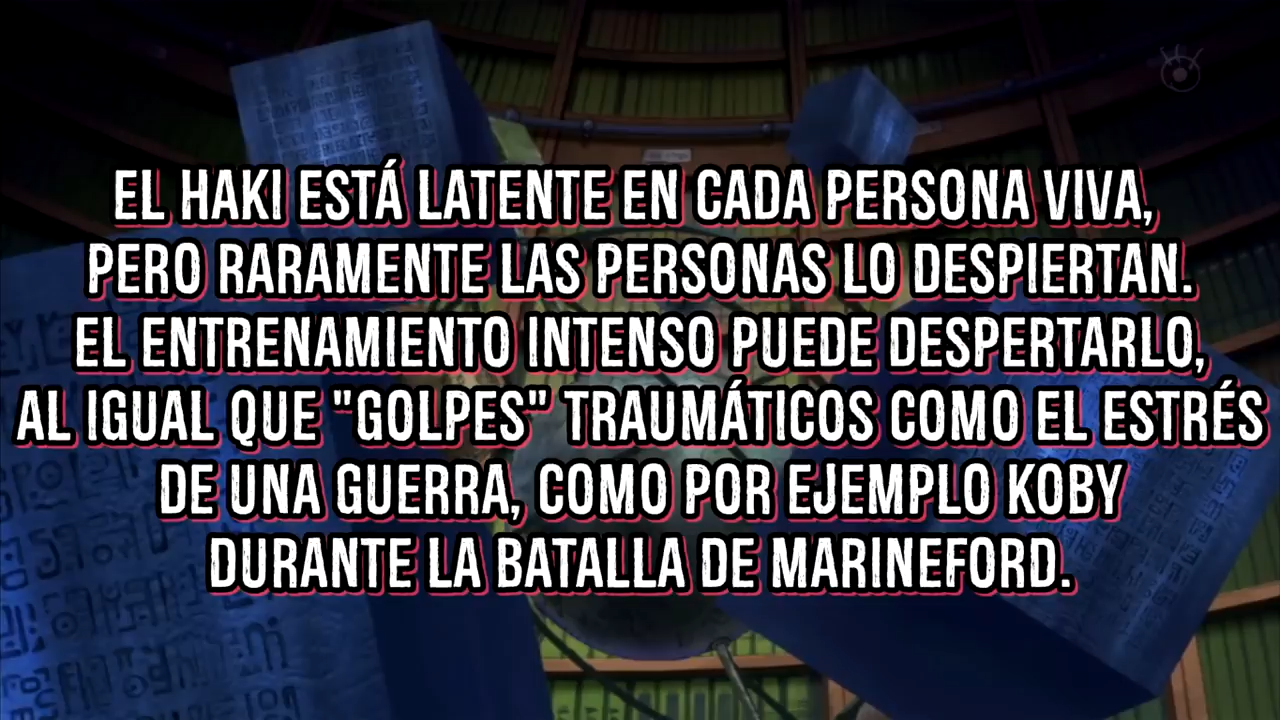 EL HAKI ESTÁ LATENTE EN CADA PERSONA VIVA,
PERO RARAMENTE LAS PERSONAS LO DESPIERTAN.
EL ENTRENAMIENTO INTENSO PUEDE DESPERTARLO,
AL IGUAL QUE "GOLPES" TRAUMÁTICOS COMO EL ESTRÉS
DE UNA GUERRA, COMO POR EJEMPLO KOBY
DURANTE LA BATALLA DE MARINEFORD.